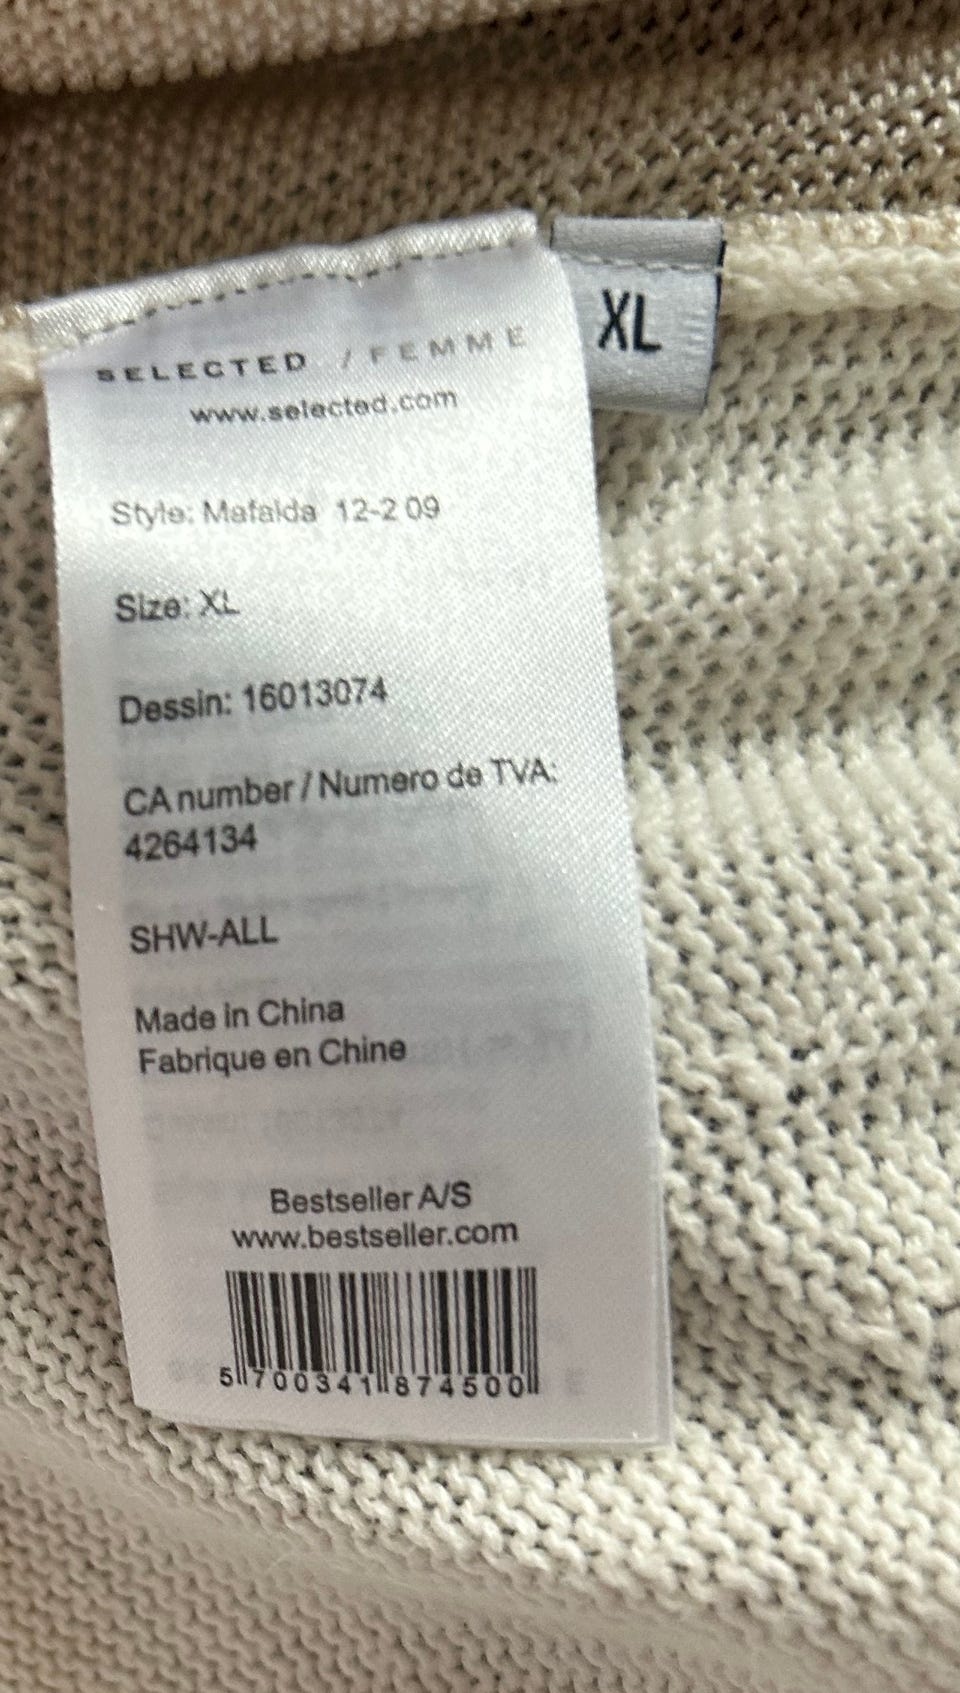 SELECTED / FEMME
XL
www.selected.com
Style: Mafalda 12-2 09
Size: XL
Dessin: 16013074
CA number / Numero de TVA:
4264134
SHW-ALL
Made in China
Fabrique en Chine
Bestseller A/S
www.bestseller.com
5 700341 874500